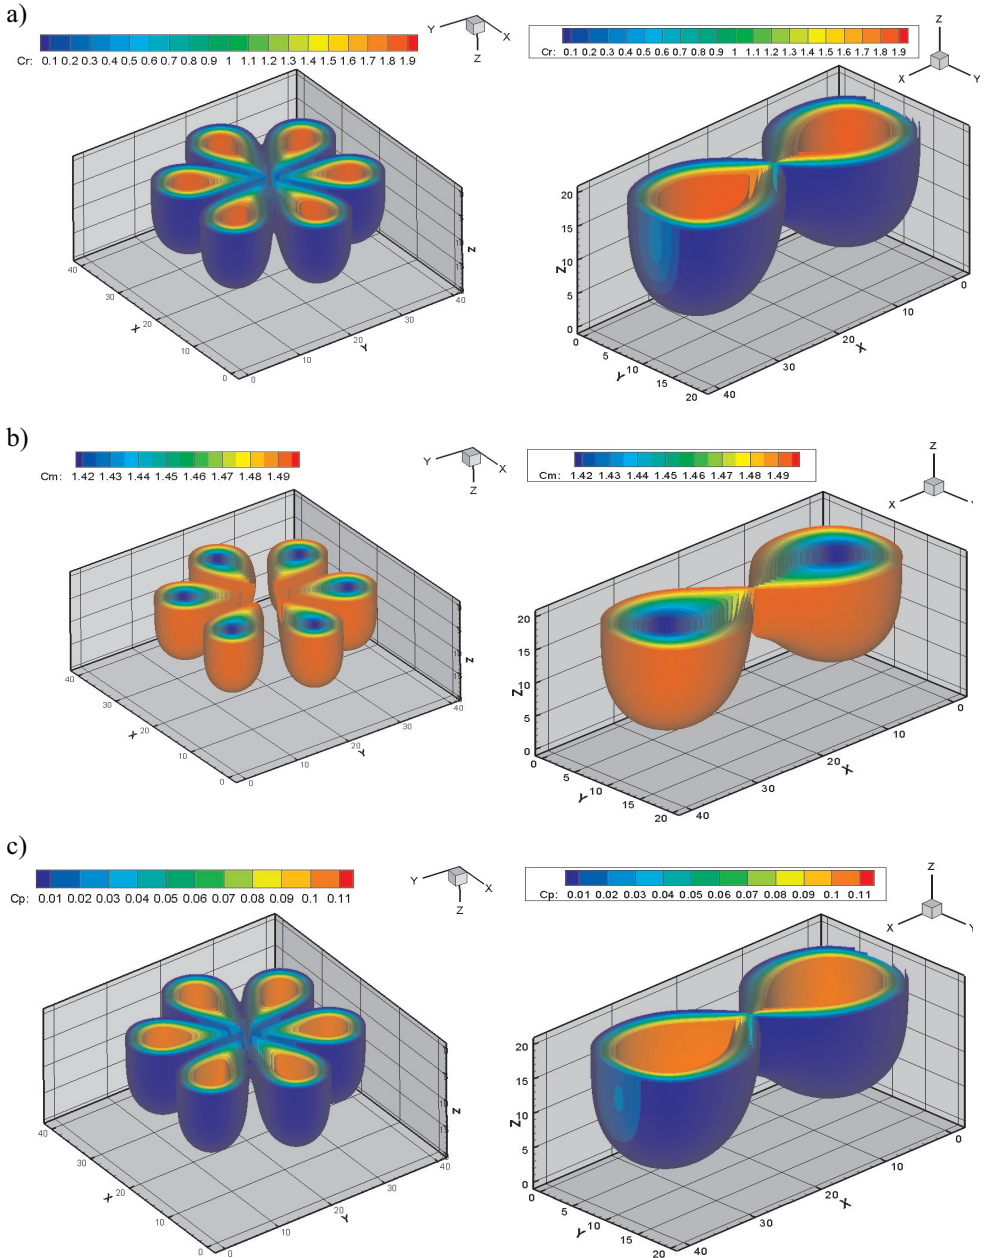 a)
Y X Z
Cr: 0.1 0.2 0.3 0.4 0.5 0.6 0.7 0.8 0.9 1 1.1 1.2 1.3 1.4 1.5 1.6 1.7 1.8 1.9
Z
40 30 20 10 0
X
0 10 20 30 40
Y
Z
X Y
Cr: 0.1 0.2 0.3 0.4 0.5 0.6 0.7 0.8 0.9 1 1.1 1.2 1.3 1.4 1.5 1.6 1.7 1.8 1.9
20
15
10
5
0
Z
0 5 10 15 20
Y
40 30 20 10 0
X
b)
Y X Z
Cm: 1.42 1.43 1.44 1.45 1.46 1.47 1.48 1.49
Z
40 30 20 10 0
X
0 10 20 30 40
Y
Z
X
Cm: 1.42 1.43 1.44 1.45 1.46 1.47 1.48 1.49
20
15
10
5
0
Z
0 5 10 15 20
Y
40 30 20 10 0
X
c)
Y X Z
Cp: 0.01 0.02 0.03 0.04 0.05 0.06 0.07 0.08 0.09 0.1 0.11
Z
40 30 20 10 0
X
0 10 20 30 40
Y
Z
X
Cp: 0.01 0.02 0.03 0.04 0.05 0.06 0.07 0.08 0.09 0.1 0.11
20
15
10
5
0
Z
0 5 10 15 20
Y
40 30 20 10 0
X